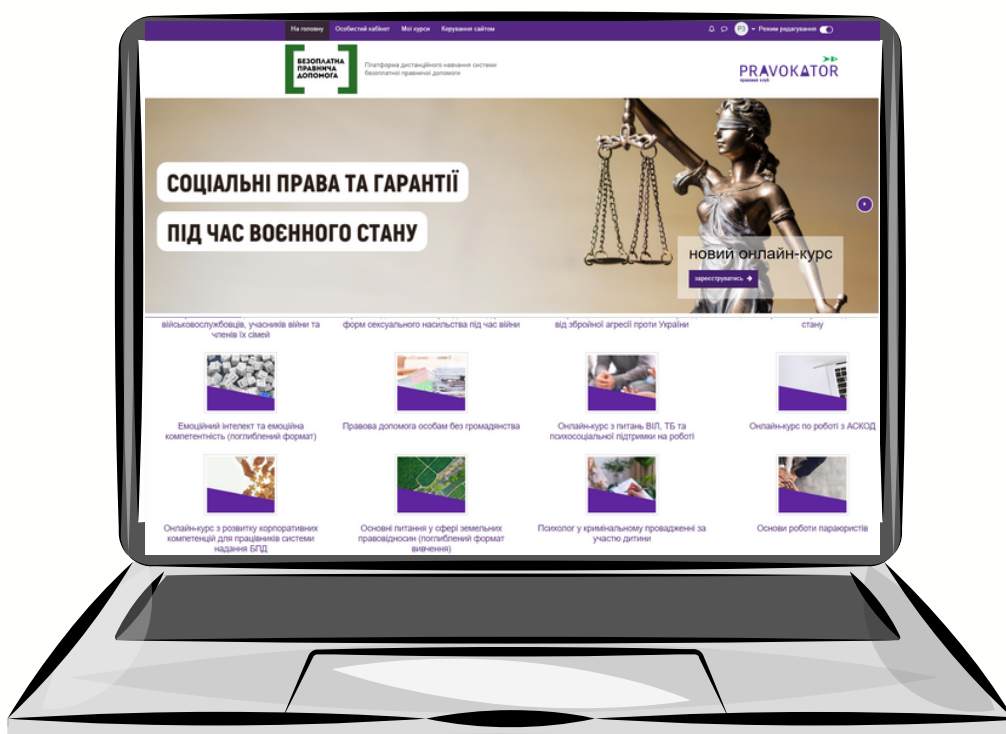 На головну Особистий кабінет Мої курси Керування сайтом РЗ Режим редагування
БЕЗОПЛАТНА
ПРАВНИЧА
ДОПОМОГА
Платформа дистанційного навчання системи
безоплатної правничої допомоги
PRAVOKATOR
правовий клуб
СОЦІАЛЬНІ ПРАВА ТА ГАРАНТІЇ
ПІД ЧАС ВОЄННОГО СТАНУ
новий онлайн-курс
зареєструватись
військовослужбовців, учасників війни та
членів їх сімей
форм сексуального насильства під час війни
від збройної агресії проти України
стану
Емоційний інтелект та емоційна
компетентність (поглиблений формат)
Правова допомога особам без громадянства
Онлайн-курс з питань ВІЛ, ТБ та
психосоціальної підтримки на роботі
Онлайн-курс по роботі з АСКОД
Онлайн-курс з розвитку корпоративних
компетенцій для працівників системи
надання БПД
Основні питання у сфері земельних
правовідносин (поглиблений формат
вивчення)
Психолог у кримінальному провадженні за
участю дитини
Основи роботи параюристів